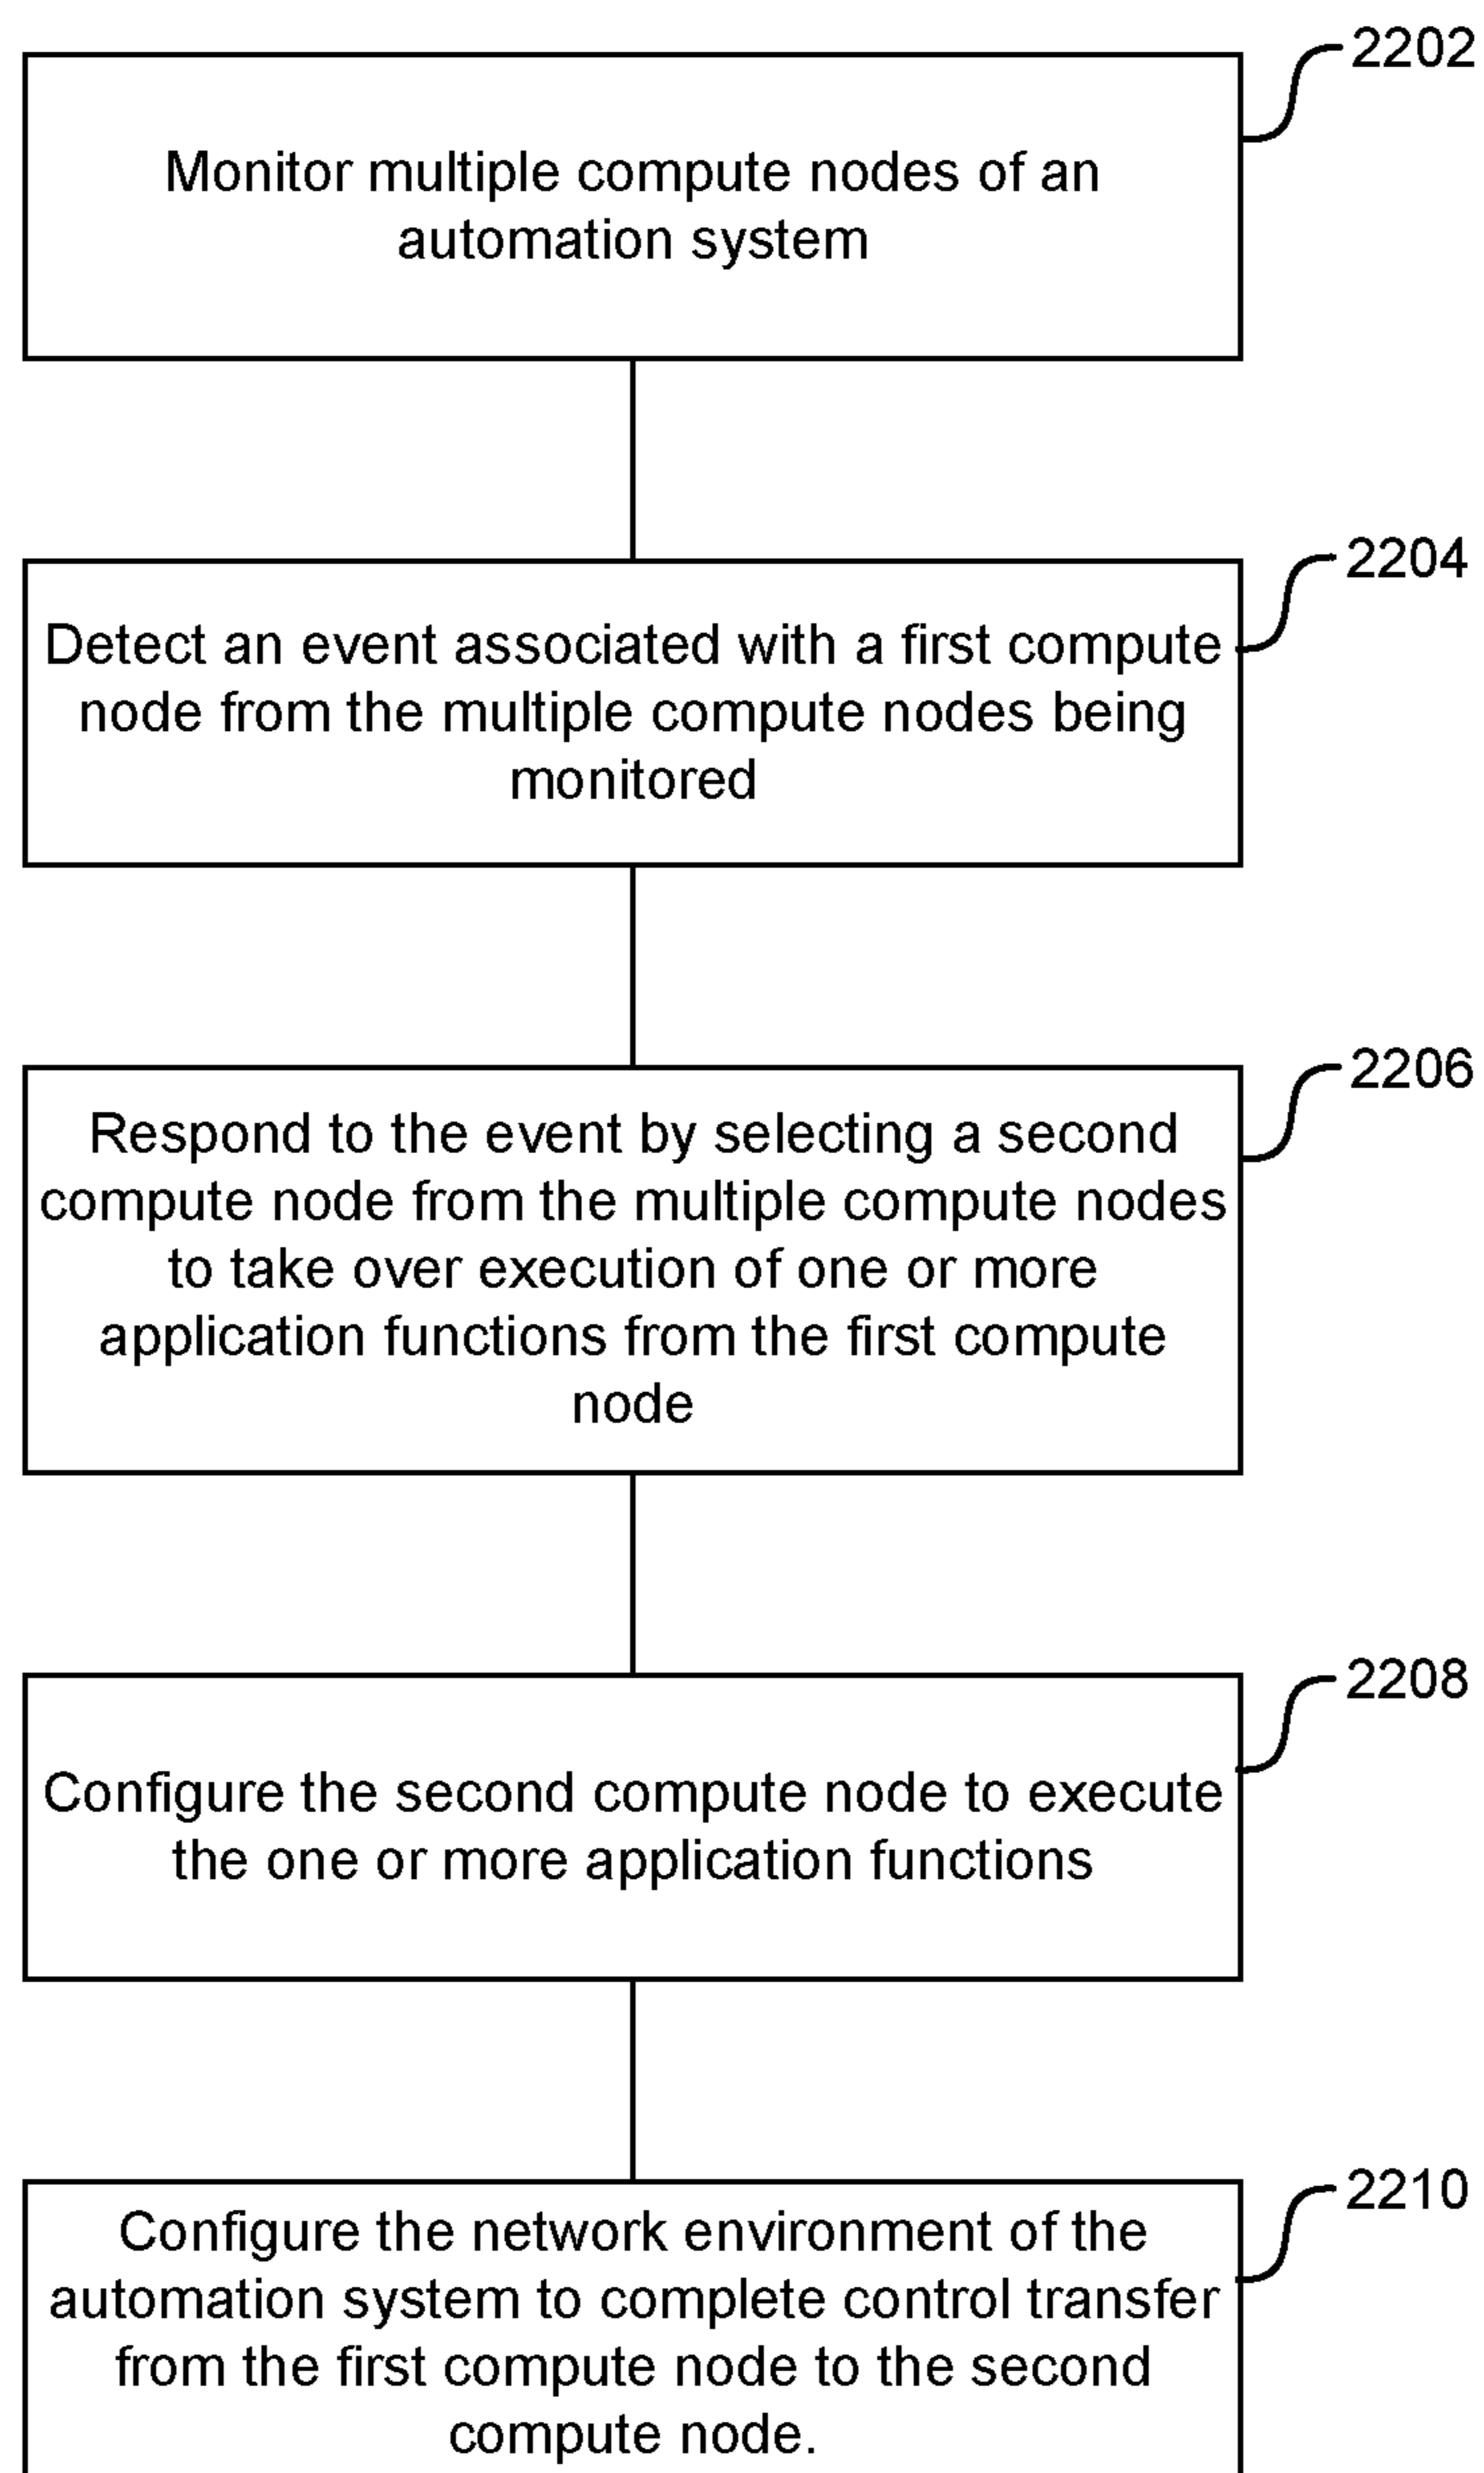 2202
Monitor multiple compute nodes of an
automation system
2204
Detect an event associated with a first compute
node from the multiple compute nodes being
monitored
2206
Respond to the event by selecting a second
compute node from the multiple compute nodes
to take over execution of one or more
application functions from the first compute
node
2208
Configure the second compute node to execute
the one or more application functions
2210
Configure the network environment of the
automation system to complete control transfer
from the first compute node to the second
compute node.